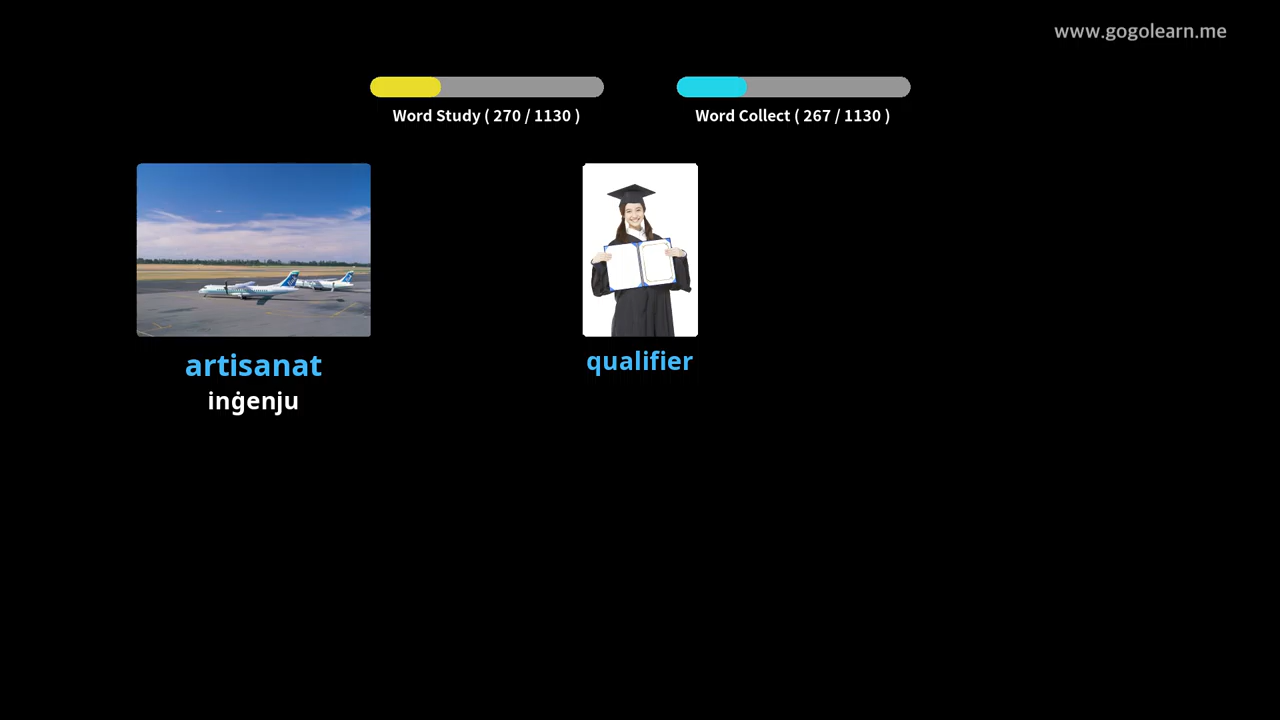 www.gogolearn.me
Word Study ( 270 / 1130 )
Word Collect ( 267 / 1130 )
artisanat
inġenju
qualifier